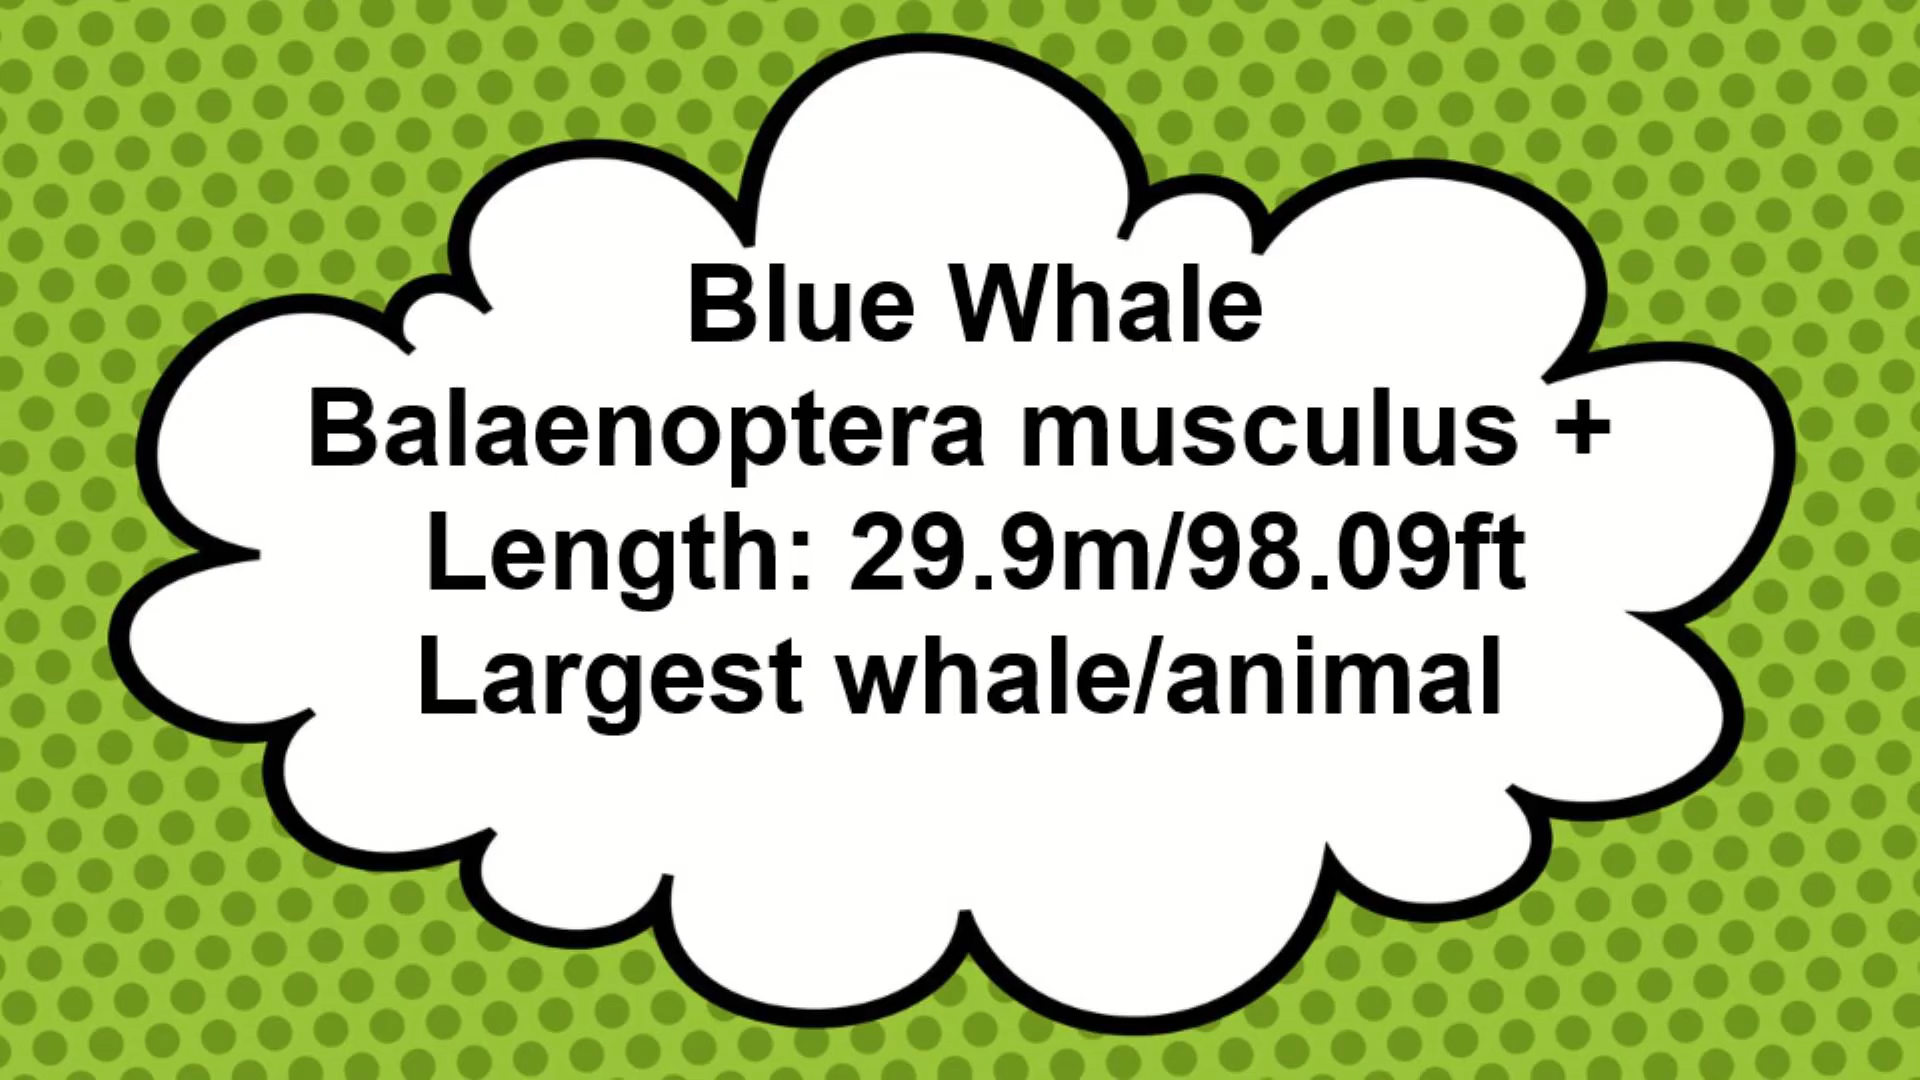 Blue Whale
Balaenoptera musculus +
Length: 29.9m/98.09ft
Largest whale/animal